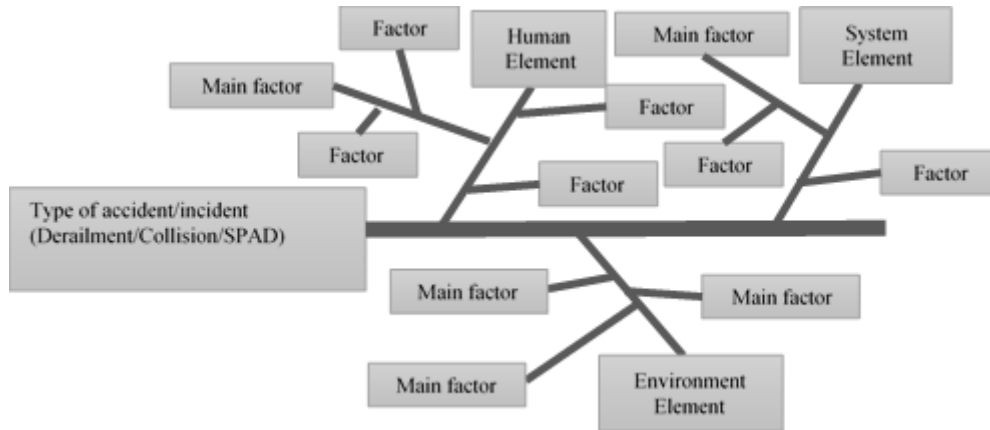 Factor
Human
Element
Main factor
System
Element
Main factor
Factor
Factor
Factor
Factor
Factor
Type of accident/incident
(Derailment/Collision/SPAD)
Main factor
Main factor
Main factor
Environment
Element